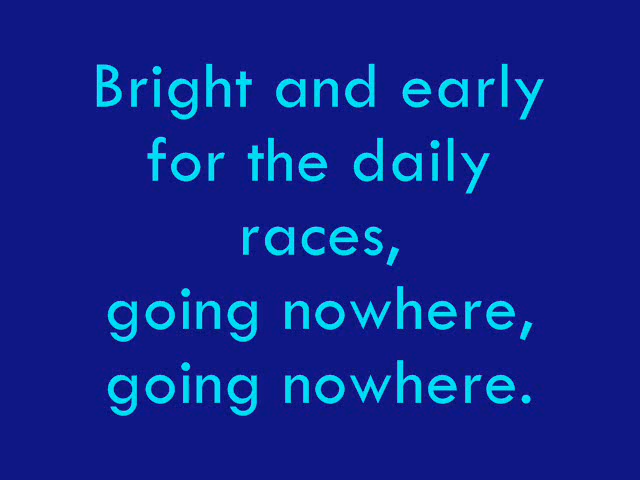 Bright and early
for the daily
races,
going nowhere,
going nowhere.